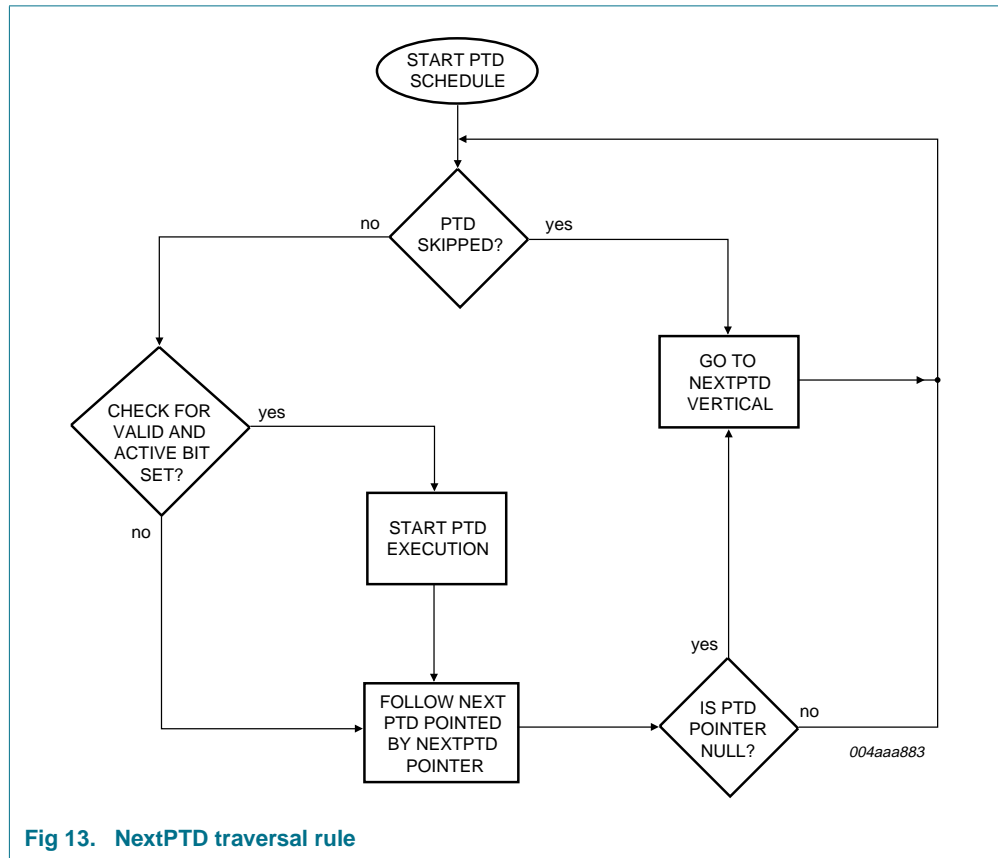 START PTD
SCHEDULE
PTD
SKIPPED?
no
yes
GO TO
NEXTPTD
VERTICAL
CHECK FOR
VALID AND
ACTIVE BIT
SET?
yes
no
START PTD
EXECUTION
FOLLOW NEXT
PTD POINTED
BY NEXTPTD
POINTER
yes
IS PTD
POINTER
NULL?
no
004aaa883
Fig 13. NextPTD traversal rule